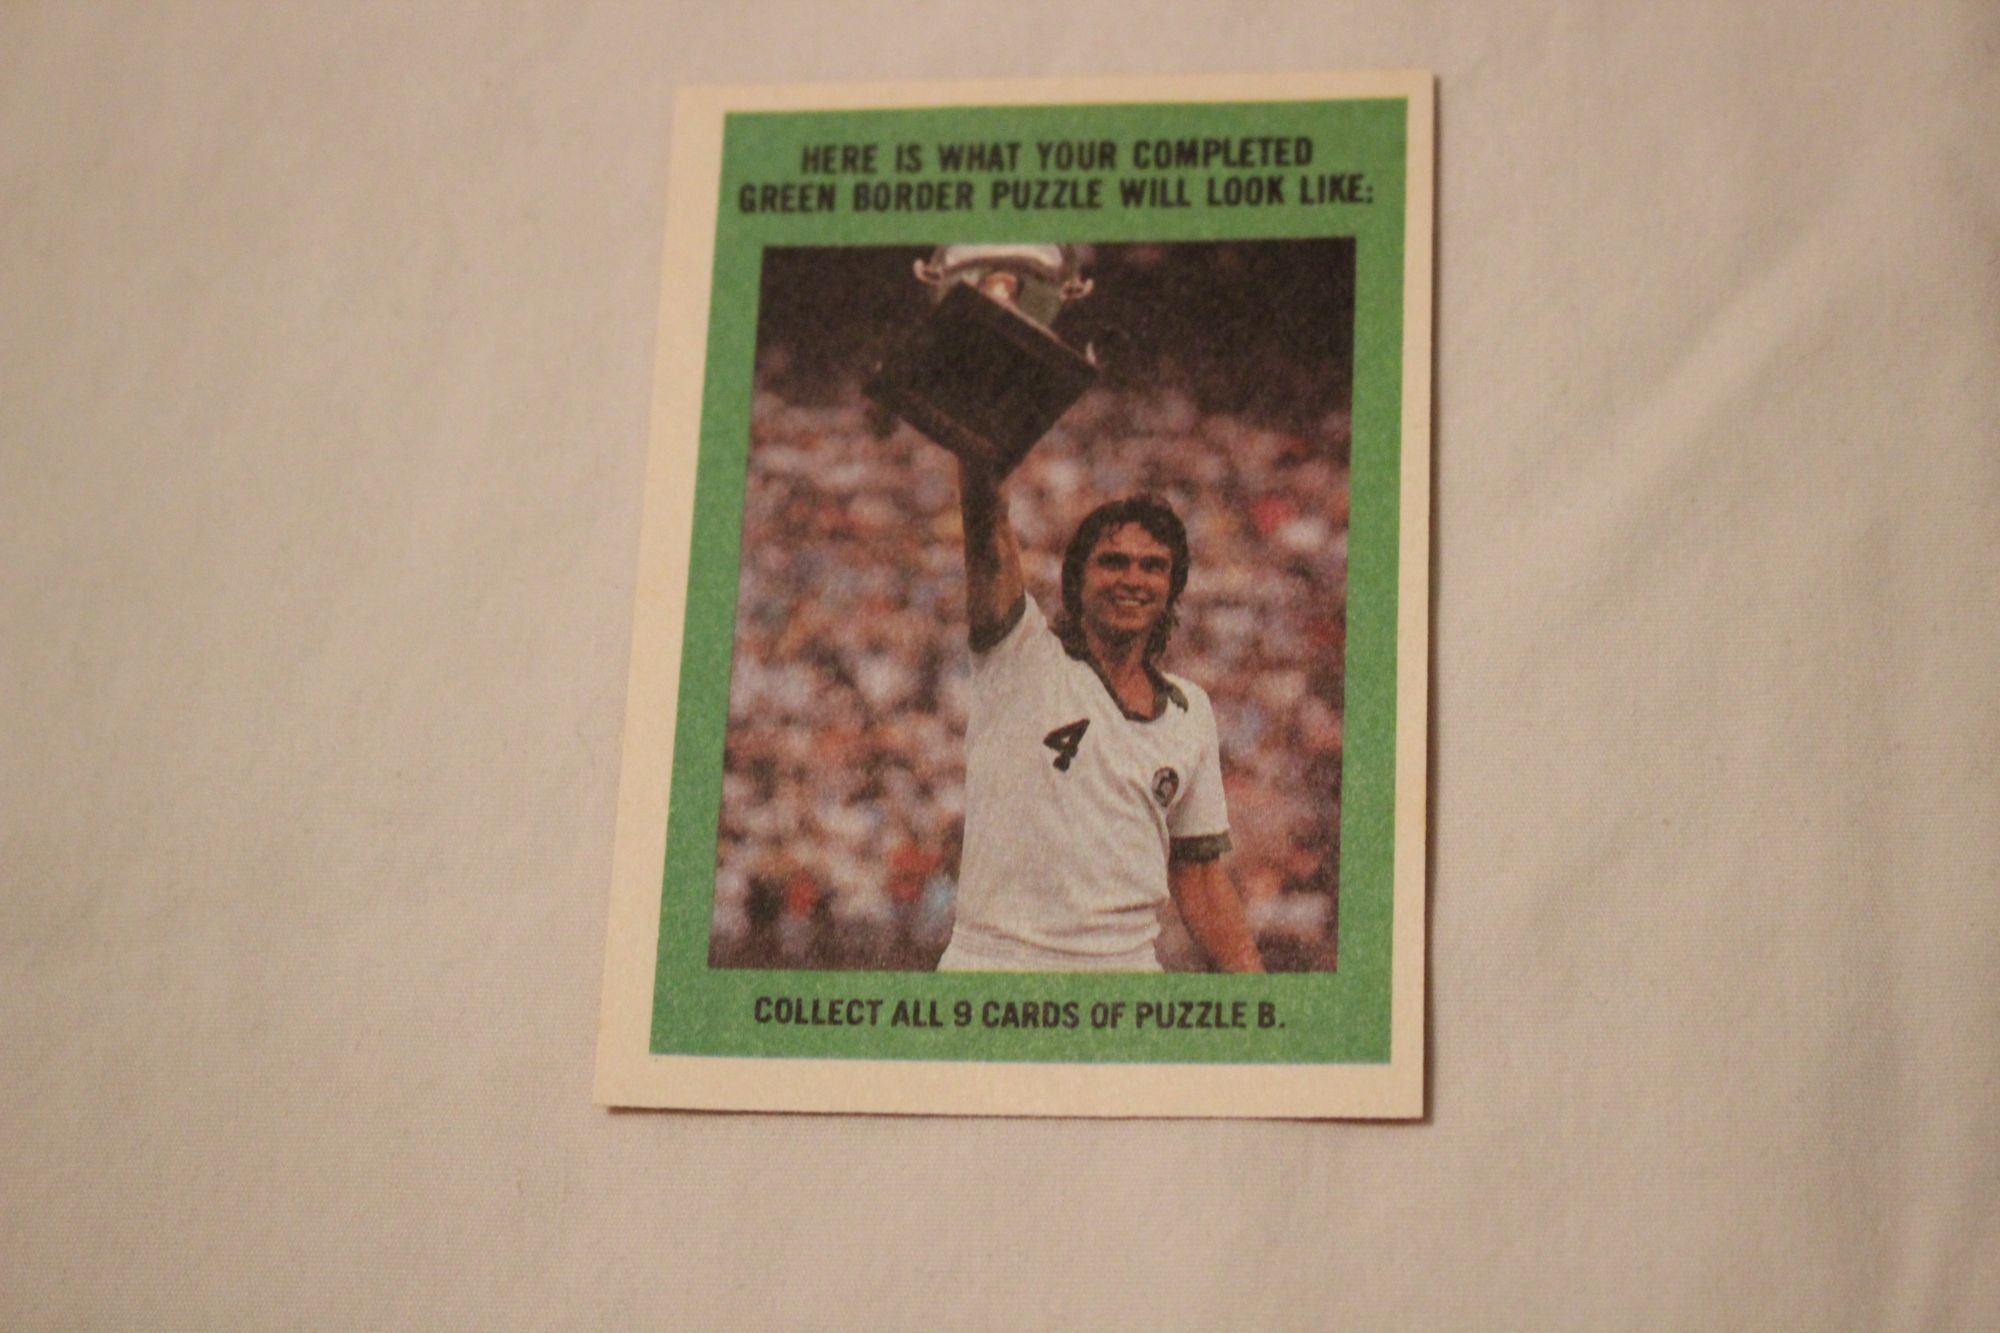 HERE IS WHAT YOUR COMPLETED
GREEN BORDER PUZZLE WILL LOOK LIKE:
4
COLLECT ALL 9 CARDS OF PUZZLE B.